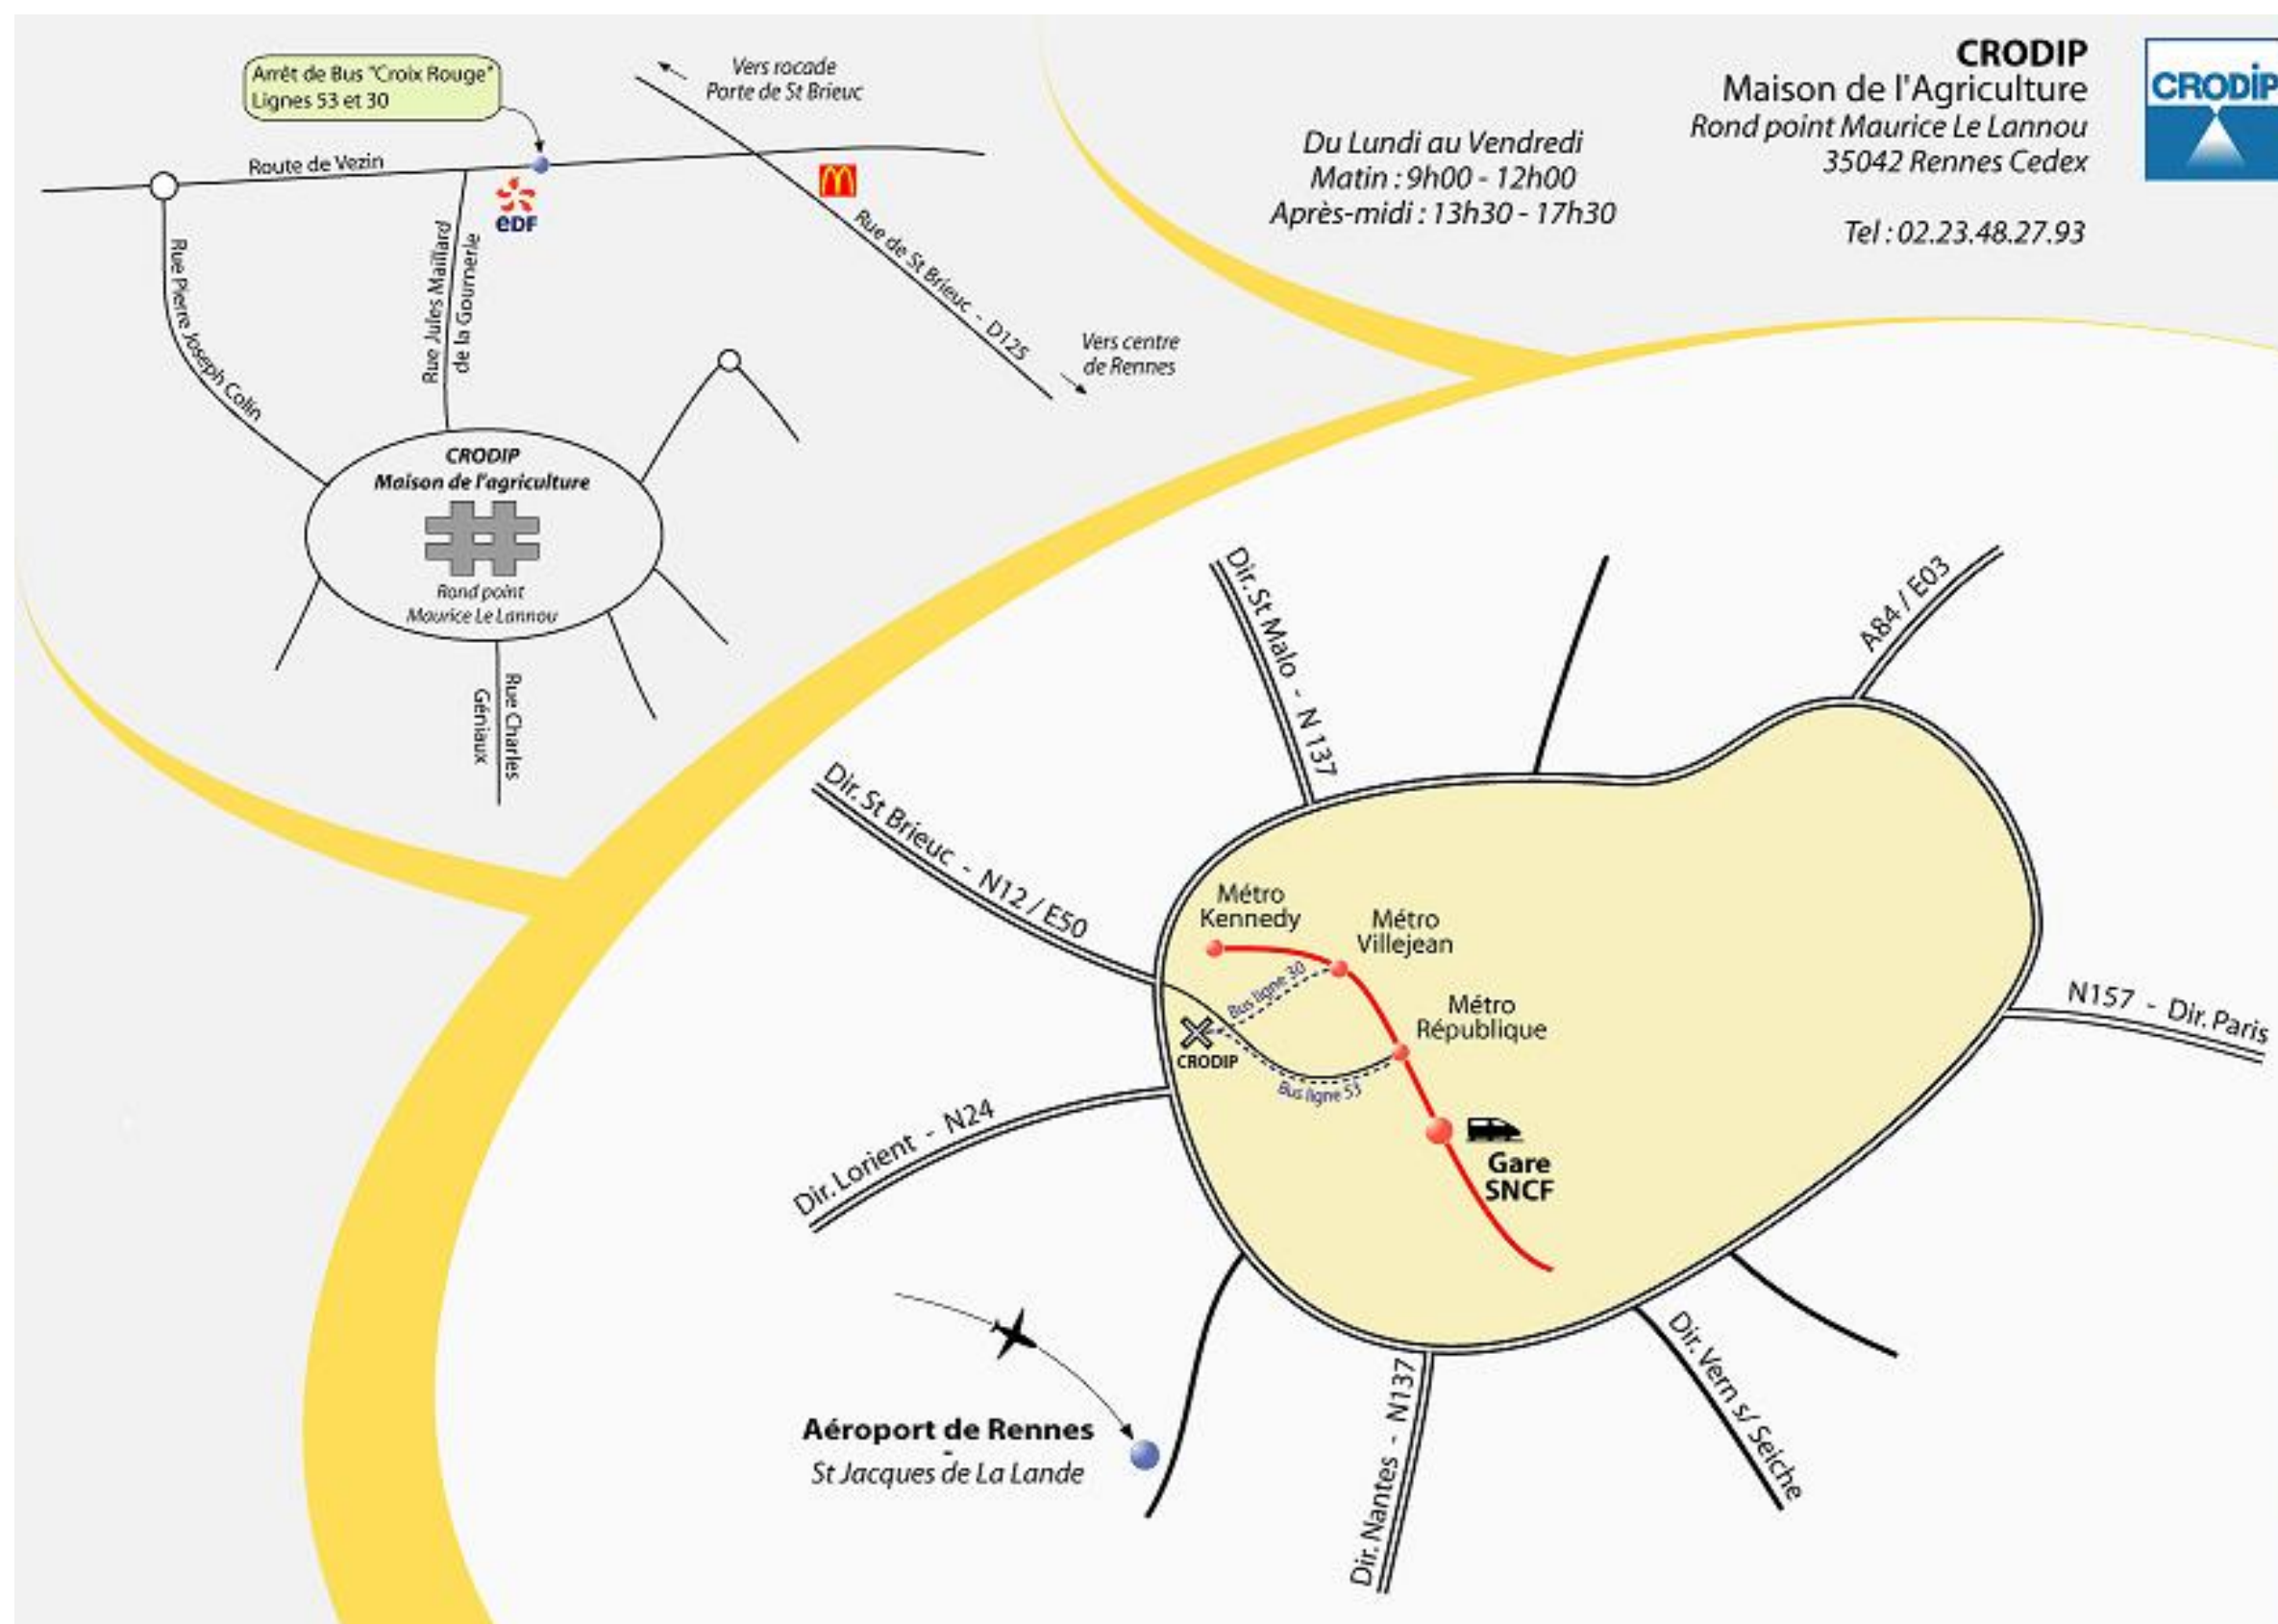 Arrêt de Bus "Croix Rouge"
Lignes 53 et 30
Vers rocade
Porte de St Brieuc
Route de Vezin
eDF
Rue Pierre Joseph Colin
Rue Jules Maillard
de la Gournerie
Rue de St Brieuc - D125
Vers centre
de Rennes
CRODIP
Maison de l'agriculture
Rond point
Maurice Le Lannou
Rue Charles
Géniaux
Du Lundi au Vendredi
Matin : 9h00 - 12h00
Après-midi : 13h30 - 17h30
CRODIP
Maison de l'Agriculture
Rond point Maurice Le Lannou
35042 Rennes Cedex
Tel : 02.23.48.27.93
CRODiP
Dir. St Malo - N 137
A84 / E03
Dir. St Brieuc - N12 / E50
Métro
Kennedy
Métro
Villejean
Bus ligne 30
Métro
République
CRODIP
Bus ligne 53
N157 - Dir. Paris
Dir. Lorient - N24
Gare
SNCF
Aéroport de Rennes
-
St Jacques de La Lande
Dir. Nantes - N137
Dir. Vern s/ Seiche